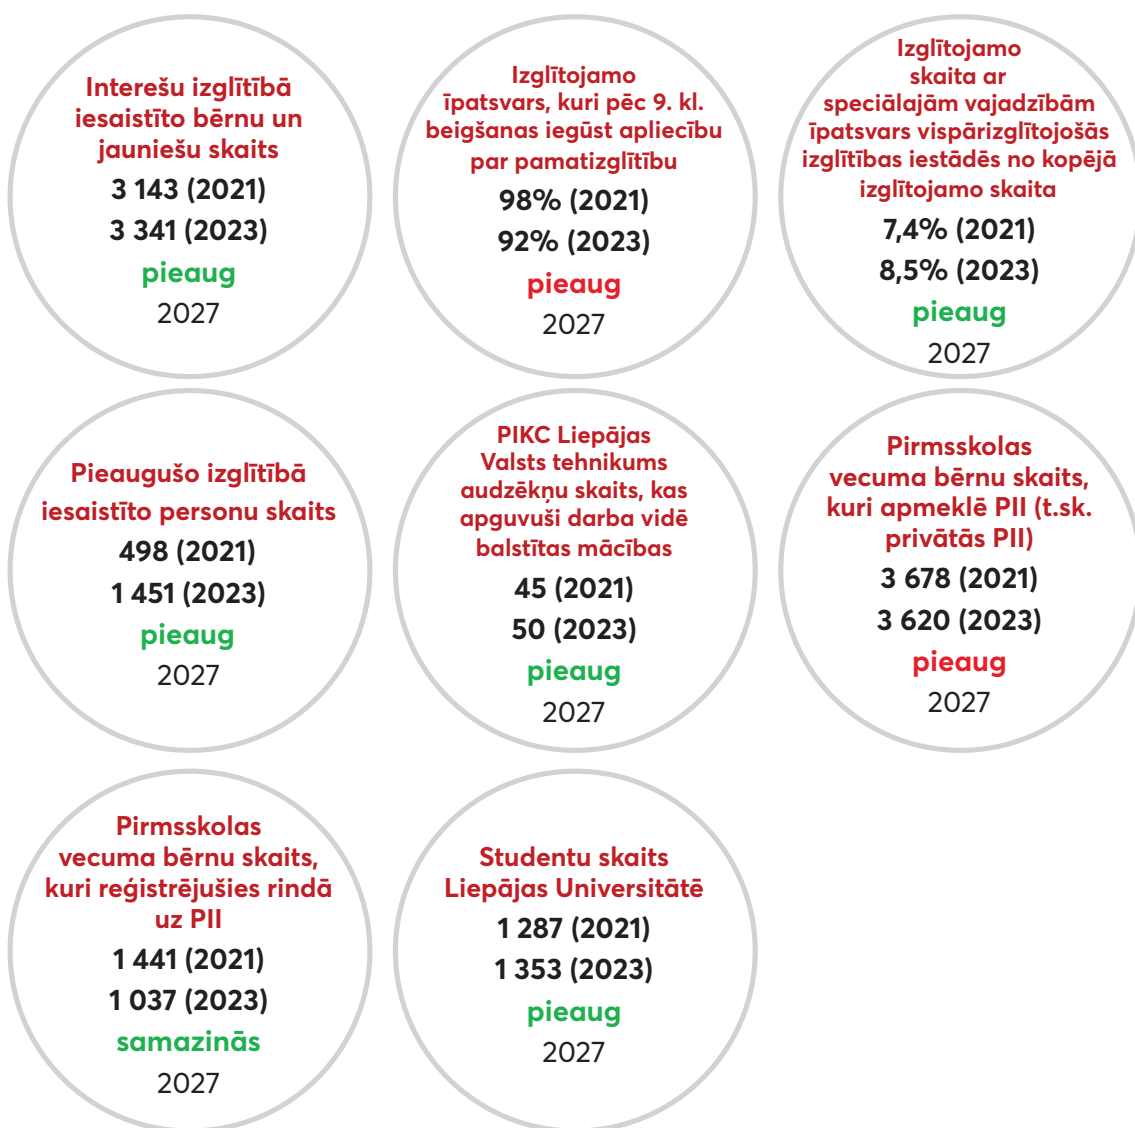 Interešu izglītībā
iesaistīto bērnu un
jauniešu skaits
3 143 (2021)
3 341 (2023)
pieaug
2027
Izglītojamo
īpatsvars, kuri pēc 9. kl.
beigšanas iegūst apliecību
par pamatizglītību
98% (2021)
92% (2023)
pieaug
2027
Izglītojamo
skaita ar
speciālajām vajadzībām
īpatsvars vispārizglītojošās
izglītības iestādēs no kopējā
izglītojamo skaita
7,4% (2021)
8,5% (2023)
pieaug
2027
Pieaugušo izglītībā
iesaistīto personu skaits
498 (2021)
1 451 (2023)
pieaug
2027
PIKC Liepājas
Valsts tehnikums
audzēkņu skaits, kas
apguvuši darba vidē
balstītas mācības
45 (2021)
50 (2023)
pieaug
2027
Pirmsskolas
vecuma bērnu skaits,
kuri apmeklē PII (t.sk.
privātās PII)
3 678 (2021)
3 620 (2023)
pieaug
2027
Pirmsskolas
vecuma bērnu skaits,
kuri reģistrējušies rindā
uz PII
1 441 (2021)
1 037 (2023)
samazinās
2027
Studentu skaits
Liepājas Universitātē
1 287 (2021)
1 353 (2023)
pieaug
2027